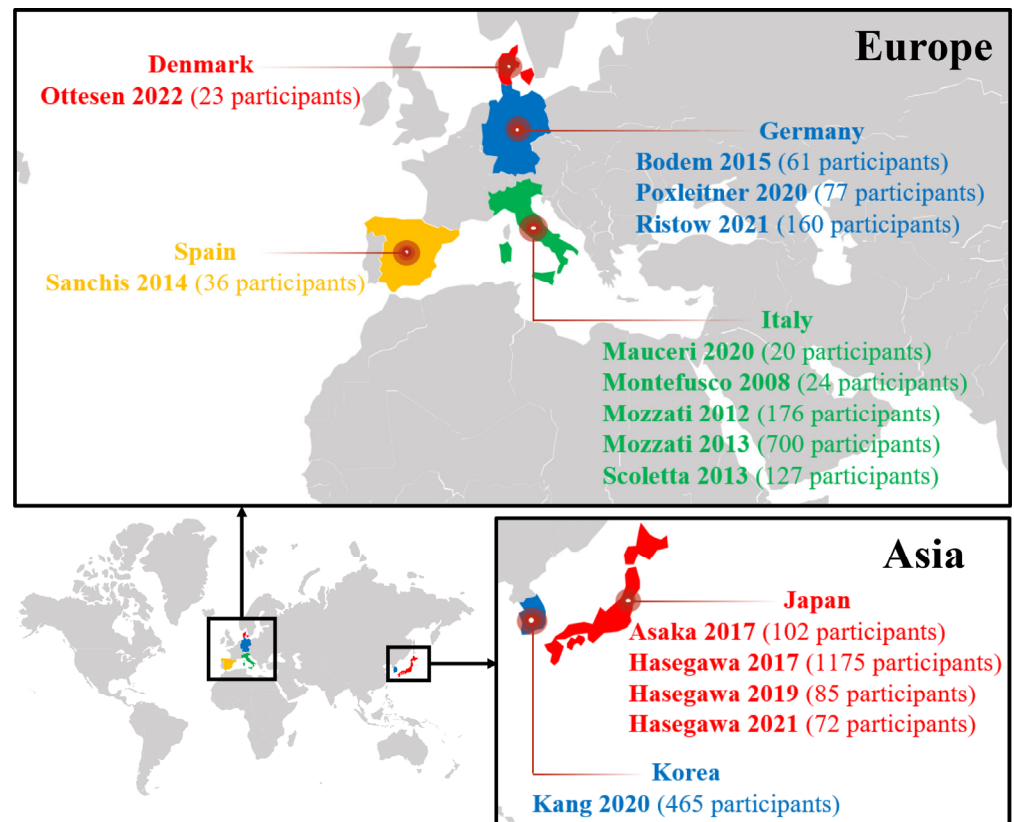 Europe
Denmark
Ottesen 2022 (23 participants)
Germany
Bodem 2015 (61 participants)
Poxleitner 2020 (77 participants)
Ristow 2021 (160 participants)
Spain
Sanchis 2014 (36 participants)
Italy
Mauceri 2020 (20 participants)
Montefusco 2008 (24 participants)
Mozzati 2012 (176 participants)
Mozzati 2013 (700 participants)
Scoletta 2013 (127 participants)
Asia
Japan
Asaka 2017 (102 participants)
Hasegawa 2017 (1175 participants)
Hasegawa 2019 (85 participants)
Hasegawa 2021 (72 participants)
Korea
Kang 2020 (465 participants)